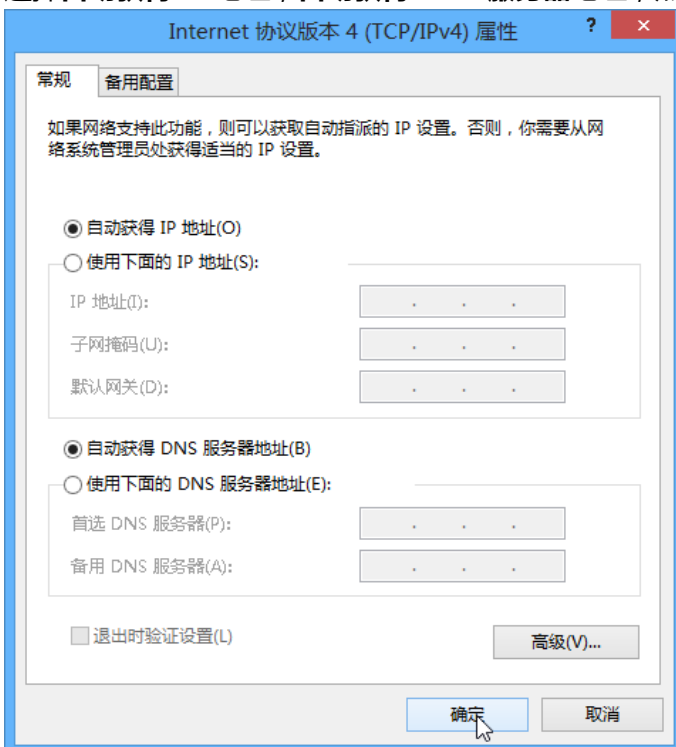 Internet 协议版本 4 (TCP/IPv4) 属性
?
×
常规
备用配置
如果网络支持此功能，则可以获取自动指派的 IP 设置。否则，你需要从网
络系统管理员处获得适当的 IP 设置。
自动获得 IP 地址(O)
使用下面的 IP 地址(S):
IP 地址(I):
子网掩码(U):
默认网关(D):
自动获得 DNS 服务器地址(B)
使用下面的 DNS 服务器地址(E):
首选 DNS 服务器(P):
备用 DNS 服务器(A):
退出时验证设置(L)
高级(V)...
确定
取消